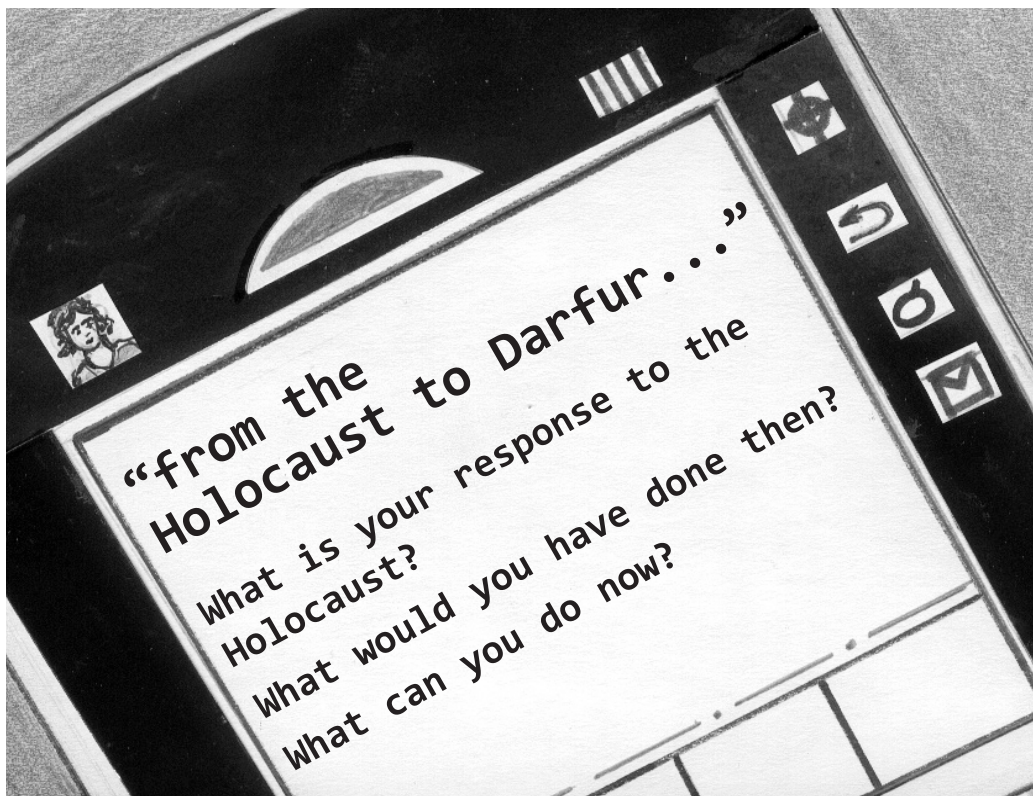 “from the
Holocaust to Darfur...”
What is your response to the
Holocaust?
What would you have done then?
What can you do now?